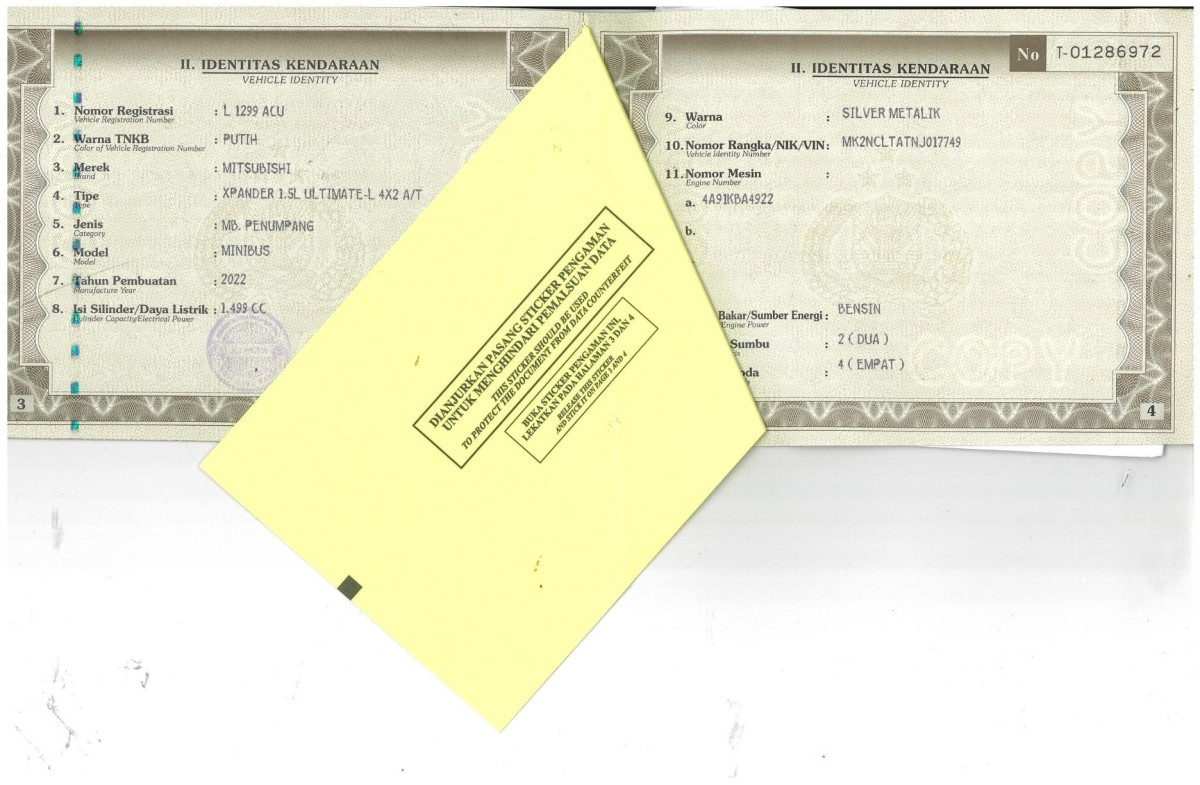 II. IDENTITAS KENDARAAN
VEHICLE IDENTITY
1. Nomor Registrasi : L 1299 ACU
Vehicle Registration Number
2. Warna TNKB : PUTIH
Color of Vehicle Registration Number
3. Merek : MITSUBISHI
Brand
4. Tipe : XPANDER 1.5L ULTIMATE-L 4X2 A/T
Type
5. Jenis : MB. PENUMPANG
Category
6. Model : MINIBUS
Model
7. Tahun Pembuatan : 2022
Manufacture Year
8. Isi Silinder/Daya Listrik : 1.499 CC
Cylinder Capacity/Electrical Power
3
DIANJURKAN PASANG STICKER PENGAMAN
UNTUK MENGHINDARI PEMALSUAN DATA
THIS STICKER SHOULD BE USED
TO PROTECT THE DOCUMENT FROM DATA COUNTERFEIT
BUKA STICKER PENGAMAN INI,
LEKATKAN PADA HALAMAN 3 DAN 4
RELEASE THIS STICKER
AND STICK IT ON PAGE 3 AND 4
No T-01286972
II. IDENTITAS KENDARAAN
VEHICLE IDENTITY
9. Warna : SILVER METALIK
Color
10. Nomor Rangka/NIK/VIN : MK2NCLTATNJ017749
Vehicle Identity Number
11. Nomor Mesin :
Engine Number
a. 4A91KBA4922
b.
Bakar/Sumber Energi : BENSIN
Engine Power
Sumbu : 2 ( DUA )
oda : 4 ( EMPAT )
4
COPY